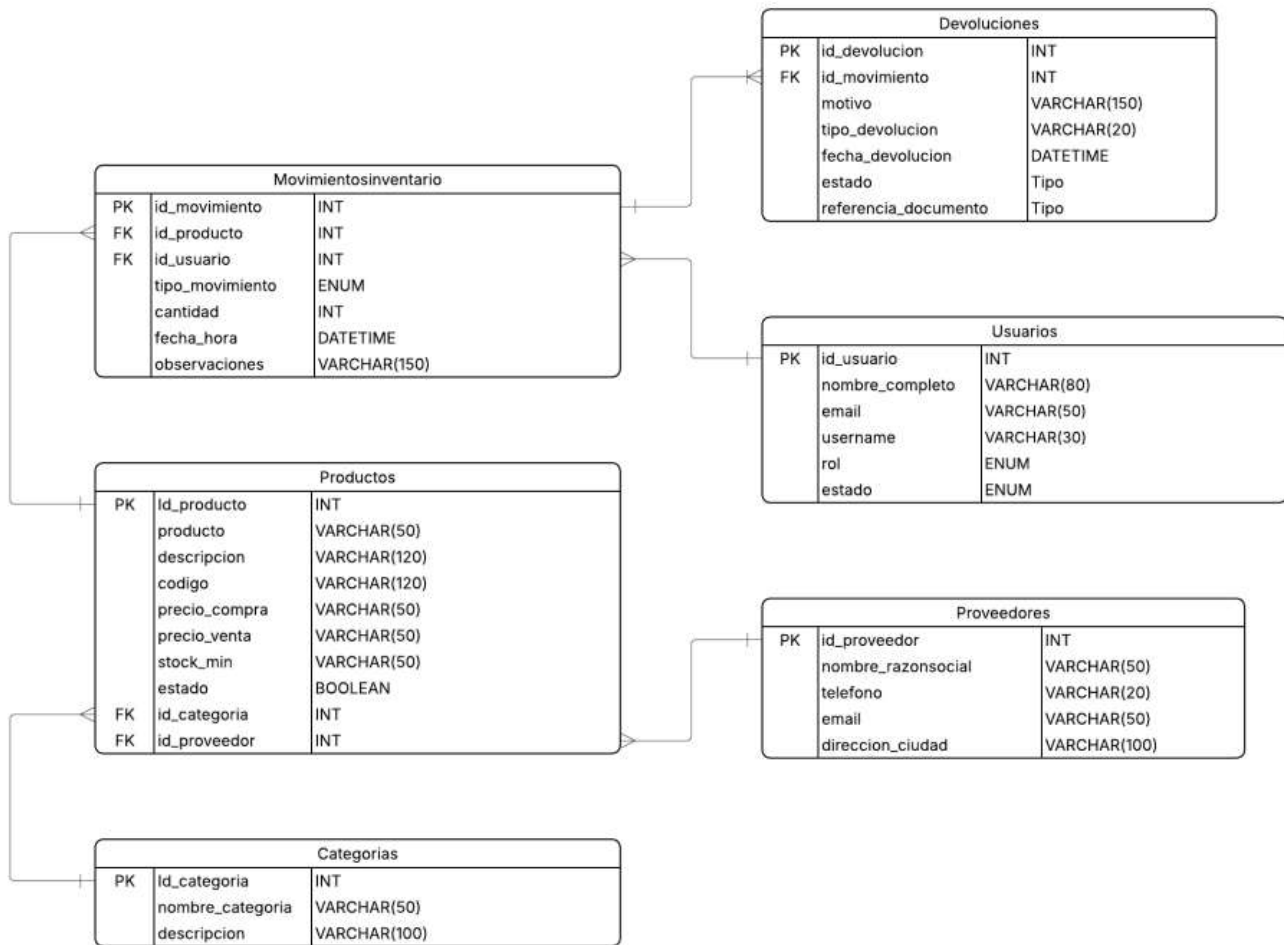 Devoluciones
PK id_devolucion INT
FK id_movimiento INT
motivo VARCHAR(150)
tipo_devolucion VARCHAR(20)
fecha_devolucion DATETIME
estado Tipo
referencia_documento Tipo
Movimientosinventario
PK id_movimiento INT
FK id_producto INT
FK id_usuario INT
tipo_movimiento ENUM
cantidad INT
fecha_hora DATETIME
observaciones VARCHAR(150)
Usuarios
PK id_usuario INT
nombre_completo VARCHAR(80)
email VARCHAR(50)
username VARCHAR(30)
rol ENUM
estado ENUM
Productos
PK Id_producto INT
producto VARCHAR(50)
descripcion VARCHAR(120)
codigo VARCHAR(120)
precio_compra VARCHAR(50)
precio_venta VARCHAR(50)
stock_min VARCHAR(50)
estado BOOLEAN
FK id_categoria INT
FK id_proveedor INT
Proveedores
PK id_proveedor INT
nombre_razonsocial VARCHAR(50)
telefono VARCHAR(20)
email VARCHAR(50)
direccion_ciudad VARCHAR(100)
Categorias
PK Id_categoria INT
nombre_categoria VARCHAR(50)
descripcion VARCHAR(100)